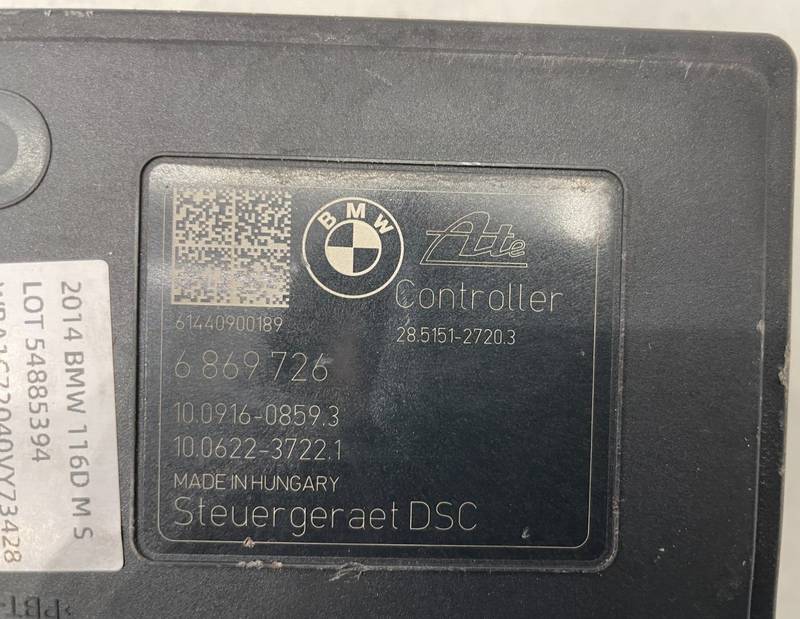 BMW
Ate
Controller
61440900189
28.5151-2720.3
6 869 726
10.0916-0859.3
10.0622-3722.1
MADE IN HUNGARY
Steuergeraet DSC
2014 BMW 116D M S
LOT 54885394